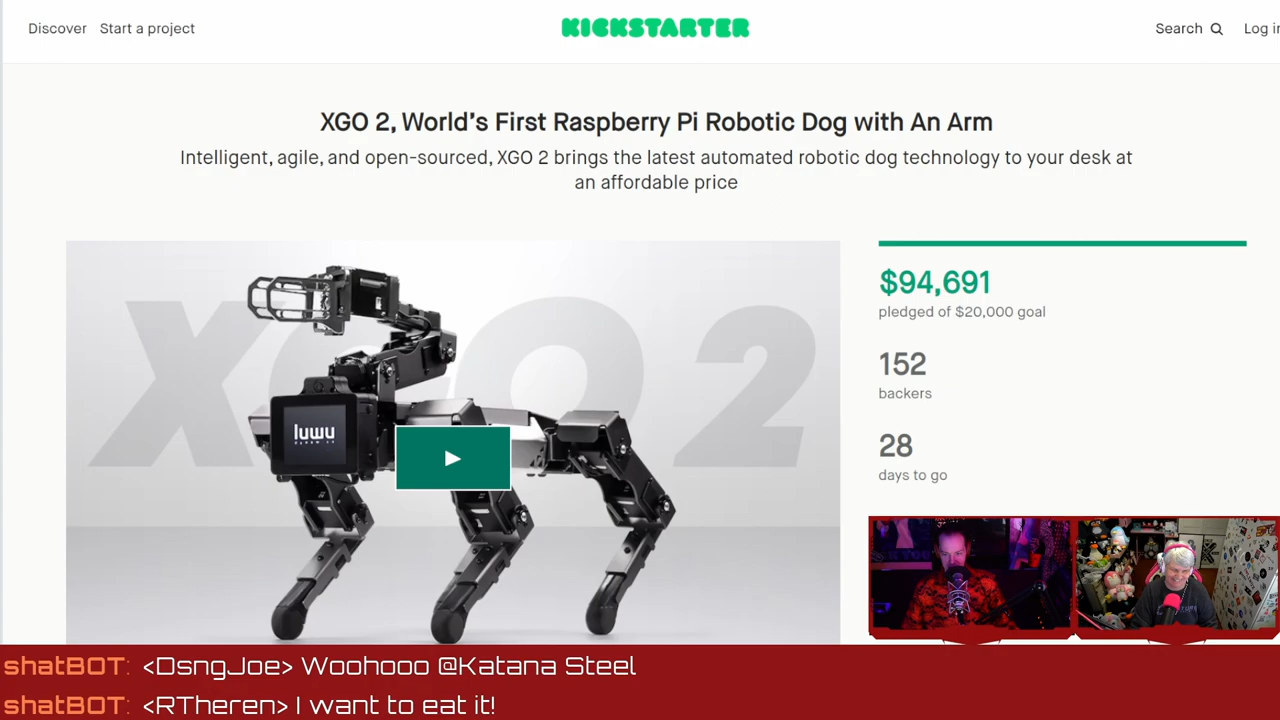 Discover Start a project KICKSTARTER Search Log in
XGO 2, World's First Raspberry Pi Robotic Dog with An Arm
Intelligent, agile, and open-sourced, XGO 2 brings the latest automated robotic dog technology to your desk at
an affordable price
XGO 2
luwu
$94,691
pledged of $20,000 goal
152
backers
28
days to go
shatBOT: <DsngJoe> Woohooo @Katana Steel
shatBOT: <RTheren> I want to eat it!